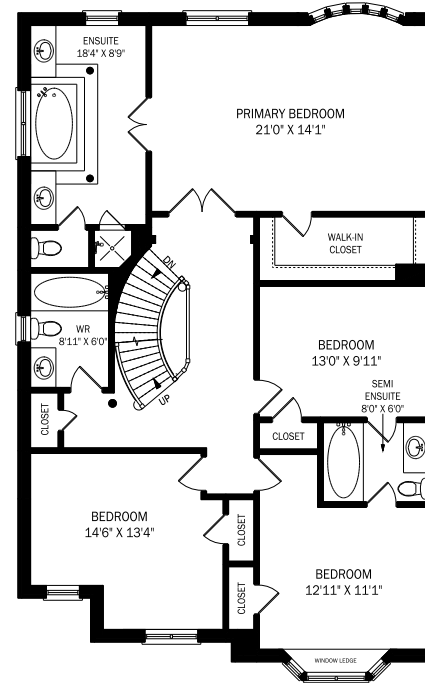 ENSUITE
18'4" X 8'9"
PRIMARY BEDROOM
21'0" X 14'1"
WALK-IN
CLOSET
DN
WR
8'11" X 6'0"
BEDROOM
13'0" X 9'11"
SEMI
ENSUITE
8'0" X 6'0"
UP
CLOSET
CLOSET
BEDROOM
14'6" X 13'4"
CLOSET
BEDROOM
12'11" X 11'1"
CLOSET
WINDOW LEDGE